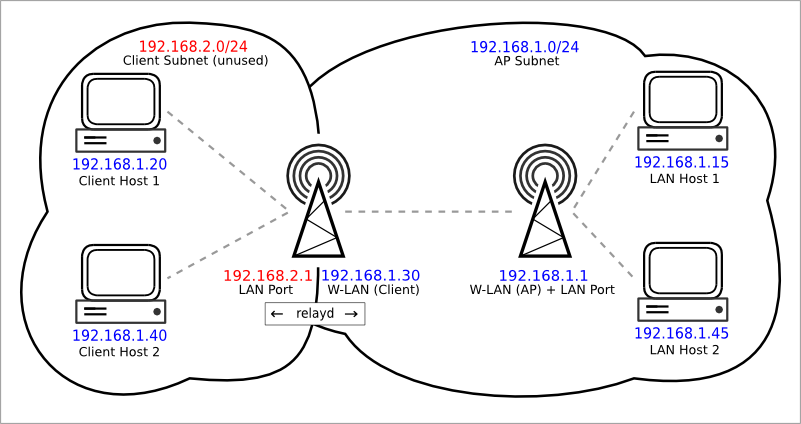 192.168.2.0/24
Client Subnet (unused)
192.168.1.0/24
AP Subnet
192.168.1.20
Client Host 1
192.168.1.15
LAN Host 1
192.168.2.1
LAN Port
192.168.1.30
W-LAN (Client)
192.168.1.1
W-LAN (AP) + LAN Port
← relayd →
192.168.1.40
Client Host 2
192.168.1.45
LAN Host 2